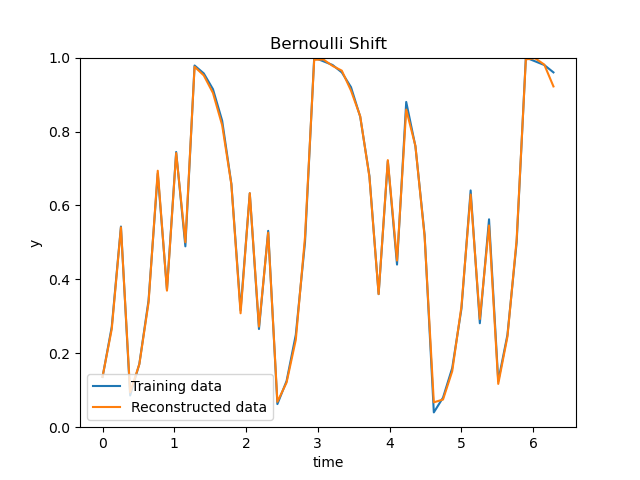 Bernoulli Shift
1.0
0.8
0.6
0.4
0.2
0.0
y
Training data
Reconstructed data
0 1 2 3 4 5 6
time